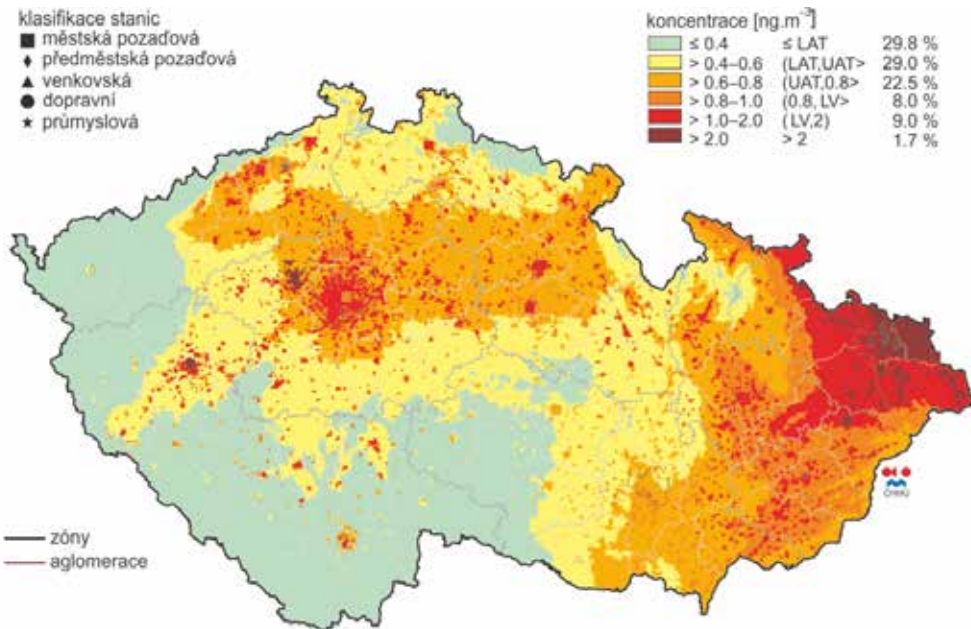 klasifikace stanic
městská pozaďová
předměstská pozaďová
venkovská
dopravní
průmyslová
koncentrace [ng.m⁻³]
≤ 0.4 ≤ LAT 29.8 %
> 0.4–0.6 (LAT,UAT> 29.0 %
> 0.6–0.8 (UAT,0.8> 22.5 %
> 0.8–1.0 (0.8, LV> 8.0 %
> 1.0–2.0 (LV,2) 9.0 %
> 2.0 > 2 1.7 %
ČHMÚ
zóny
aglomerace